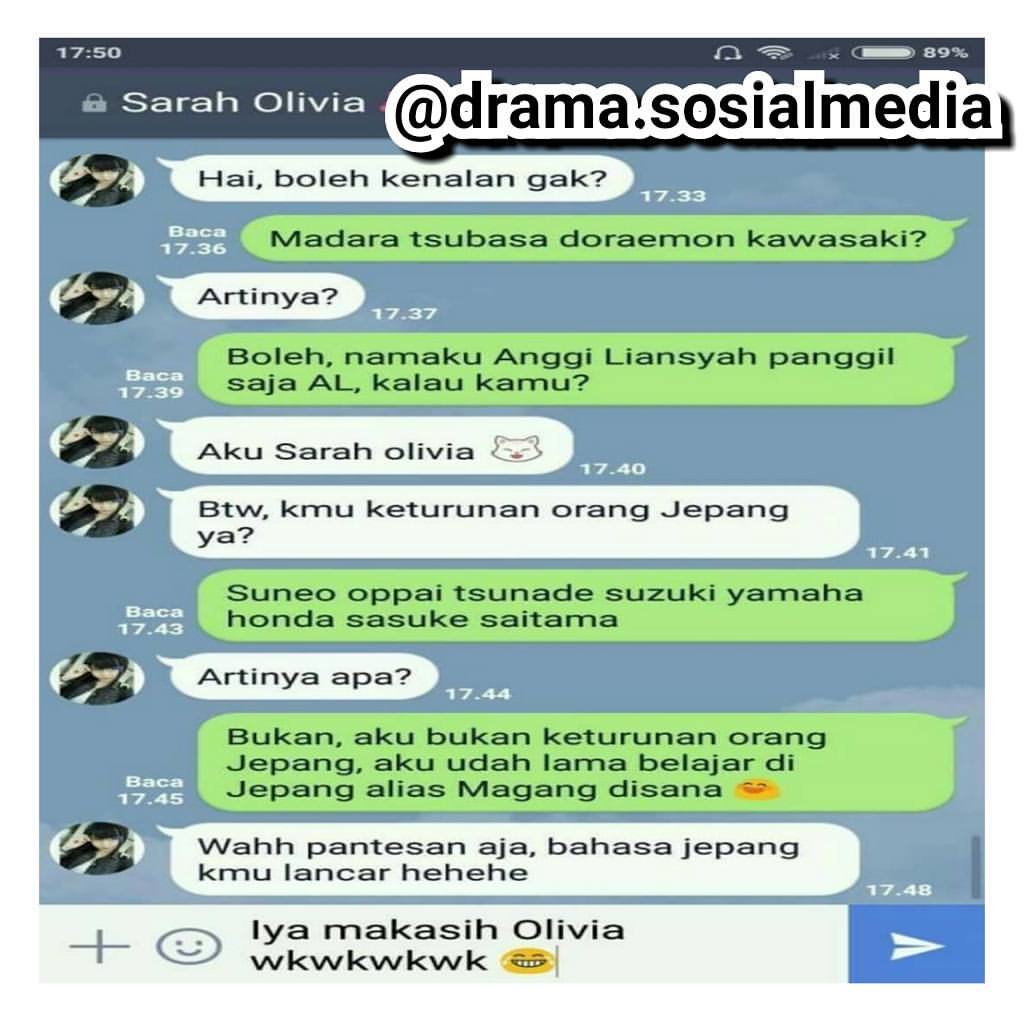 17:50
89%
Sarah Olivia
@drama.sosialmedia
Hai, boleh kenalan gak?
17.33
Baca
17.36
Madara tsubasa doraemon kawasaki?
Artinya?
17.37
Boleh, namaku Anggi Liansyah panggil
saja AL, kalau kamu?
Baca
17.39
Aku Sarah olivia
17.40
Btw, kmu keturunan orang Jepang
ya?
17.41
Suneo oppai tsunade suzuki yamaha
honda sasuke saitama
Baca
17.43
Artinya apa?
17.44
Bukan, aku bukan keturunan orang
Jepang, aku udah lama belajar di
Jepang alias Magang disana
Baca
17.45
Wahh pantesan aja, bahasa jepang
kmu lancar hehehe
17.48
Iya makasih Olivia
wkwkwkwk